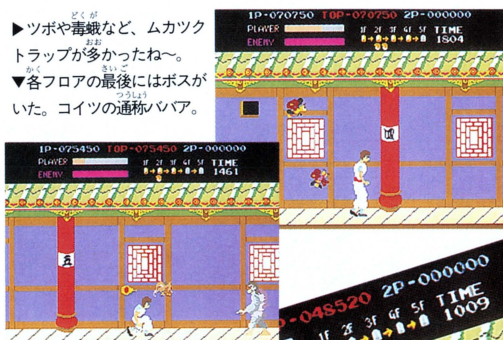 ▶ツボや毒蛾など、ムカツク
トラップが多かったね〜。
▼各フロアの最後にはボスが
いた。コイツの通称ババア。
1P-070750 TOP-070750 2P-000000
PLAYER 1F 2F 3F 4F 5F TIME
ENEMY 1804
四
1P-075450 TOP-075450 2P-000000
PLAYER 1F 2F 3F 4F 5F TIME
ENEMY 1461
五
-048520 2P-000000
1F 2F 3F 4F 5F TIME
1009